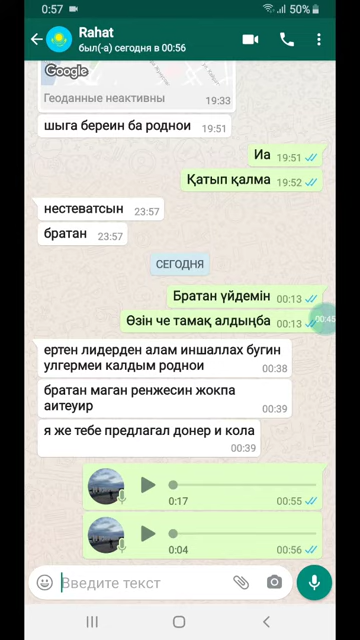 0:57
50%
Rahat
был(-а) сегодня в 00:56
Google
Геоданные неактивны 19:33
шыга береин ба роднои 19:51
Иа 19:51
Қатып қалма 19:52
нестеватсын 23:57
братан 23:57
СЕГОДНЯ
Братан үйдемін 00:13
Өзін че тамақ алдыңба 00:13
00:45
ертен лидерден алам иншаллах бугин
улгермеи калдым роднои 00:38
братан маган ренжесин жокпа
аитеуир 00:39
я же тебе предлагал донер и кола
00:39
0:17 00:55
0:04 00:56
Введите текст